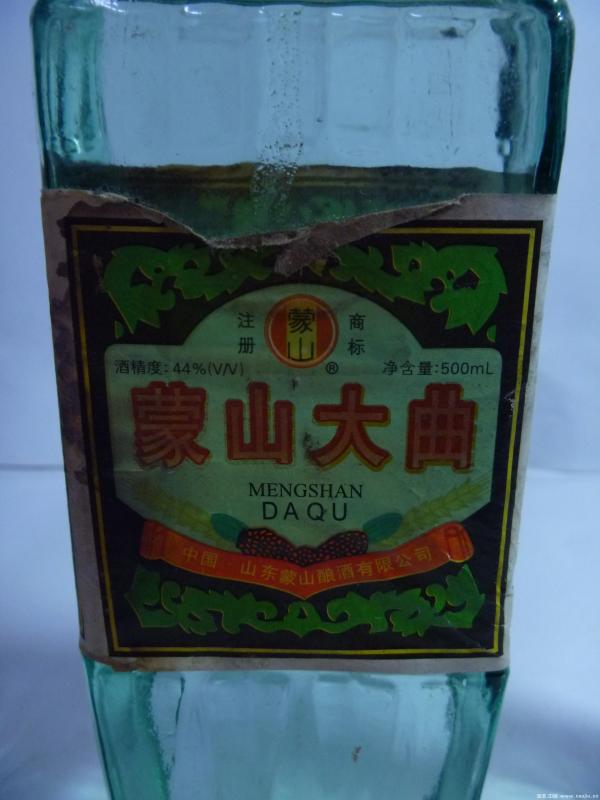 注册 蒙山 商标
®
酒精度:44%(V/V) 净含量:500mL
蒙山大曲
MENGSHAN
DAQU
中国·山东蒙山酿酒有限公司